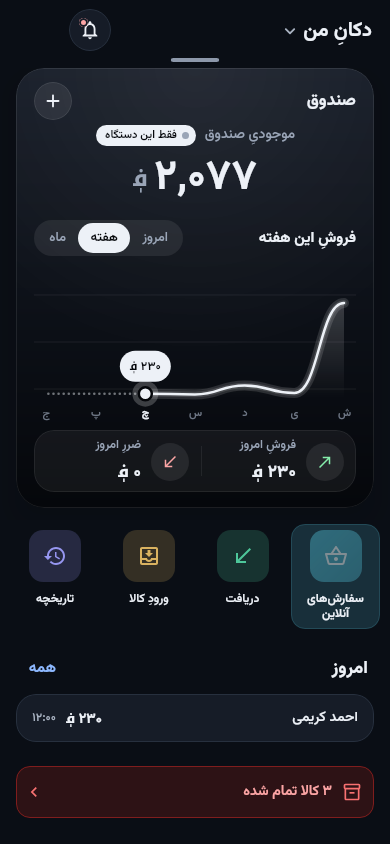 دکانِ من
صندوق
موجودیِ صندوق
فقط این دستگاه
۲,۰۷۷ ؋
فروشِ این هفته
امروز
هفته
ماه
۲۳۰ ؋
ش
ی
د
س
چ
پ
ج
فروشِ امروز
۲۳۰ ؋
ضررِ امروز
۰ ؋
سفارش‌های
آنلاین
دریافت
ورودِ کالا
تاریخچه
امروز
همه
احمد کریمی
۲۳۰ ؋
۱۲:۰۰
۳ کالا تمام شده